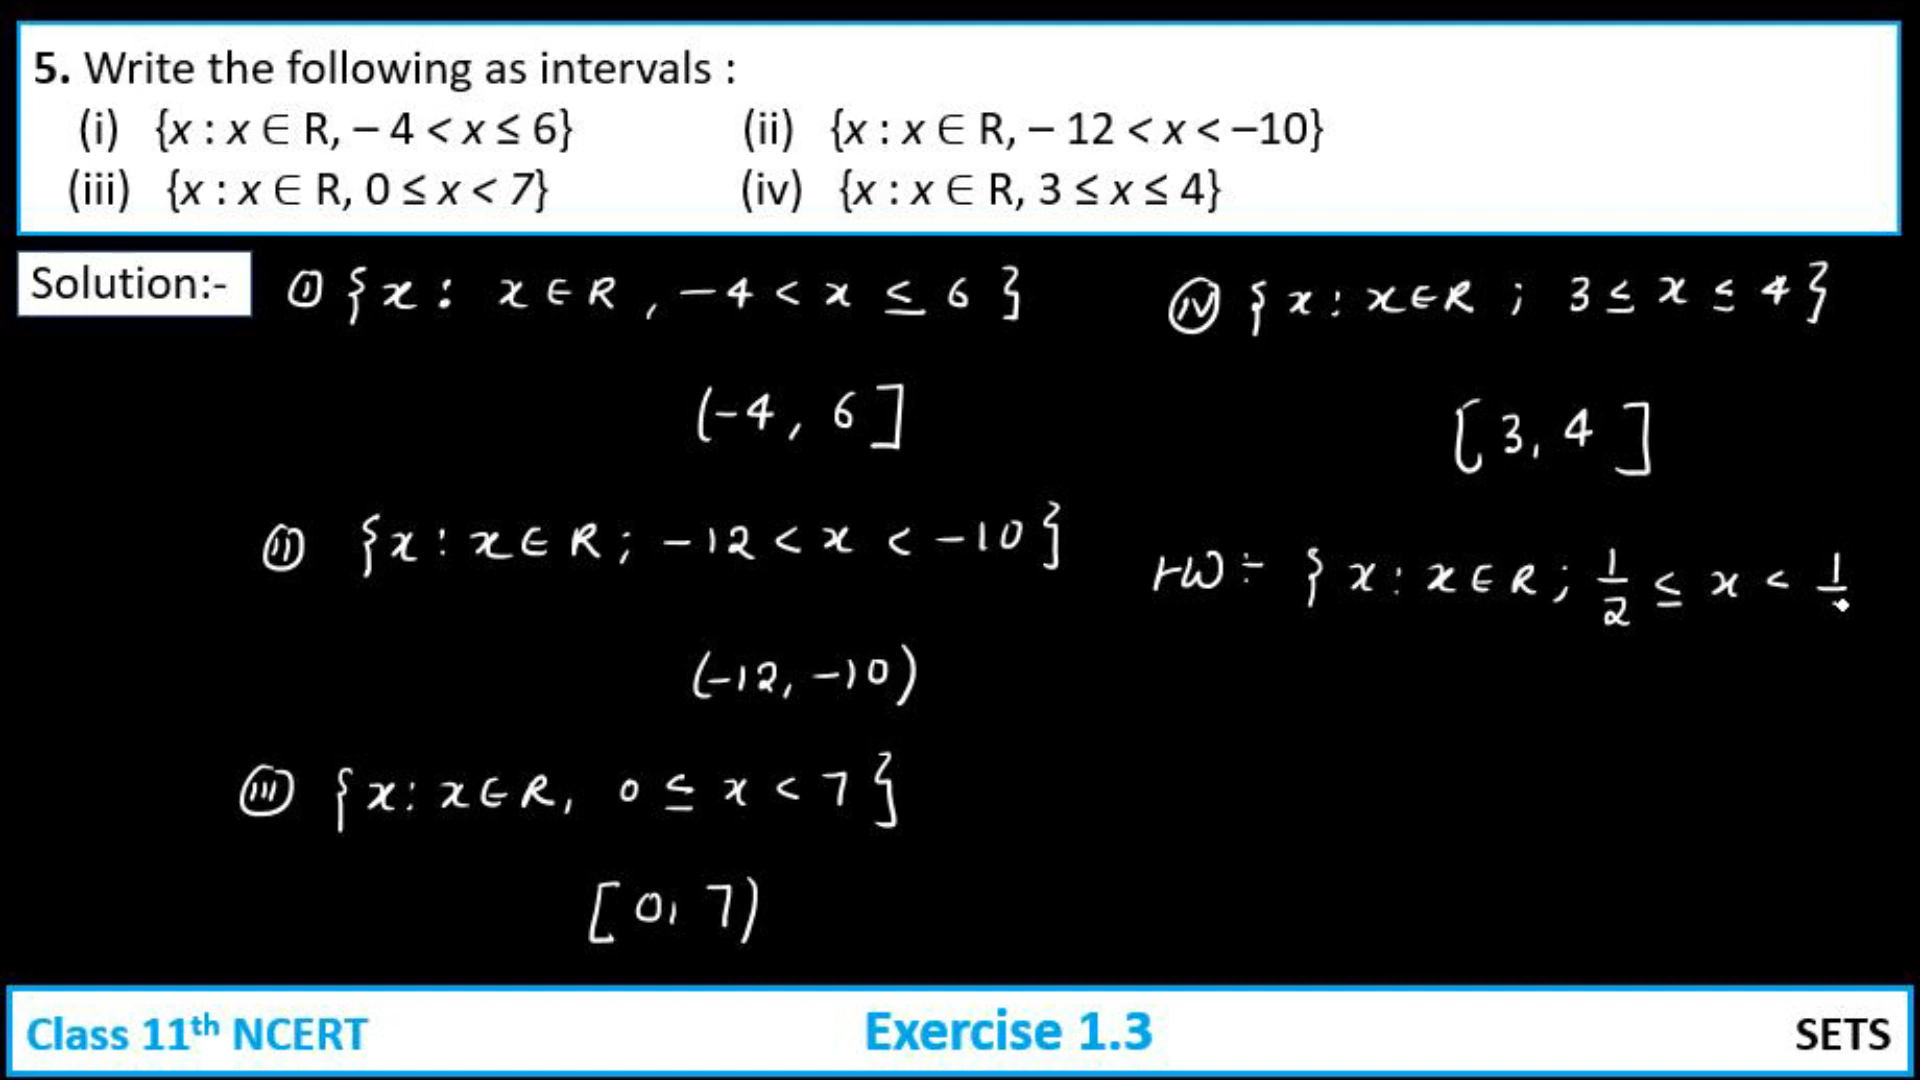 5. Write the following as intervals :
(i) {x : x ∈ R, – 4 < x ≤ 6} (ii) {x : x ∈ R, – 12 < x < –10}
(iii) {x : x ∈ R, 0 ≤ x < 7} (iv) {x : x ∈ R, 3 ≤ x ≤ 4}
Solution:-
(i) {x : x ∈ R , -4 < x ≤ 6}
(-4, 6]
(ii) {x : x ∈ R ; -12 < x < -10}
(-12, -10)
(iii) {x : x ∈ R, 0 ≤ x < 7}
[0, 7)
(iv) {x : x ∈ R ; 3 ≤ x ≤ 4}
[3, 4]
HW :- { x : x ∈ R ; 1/2 ≤ x < 1/
Class 11th NCERT
Exercise 1.3
SETS